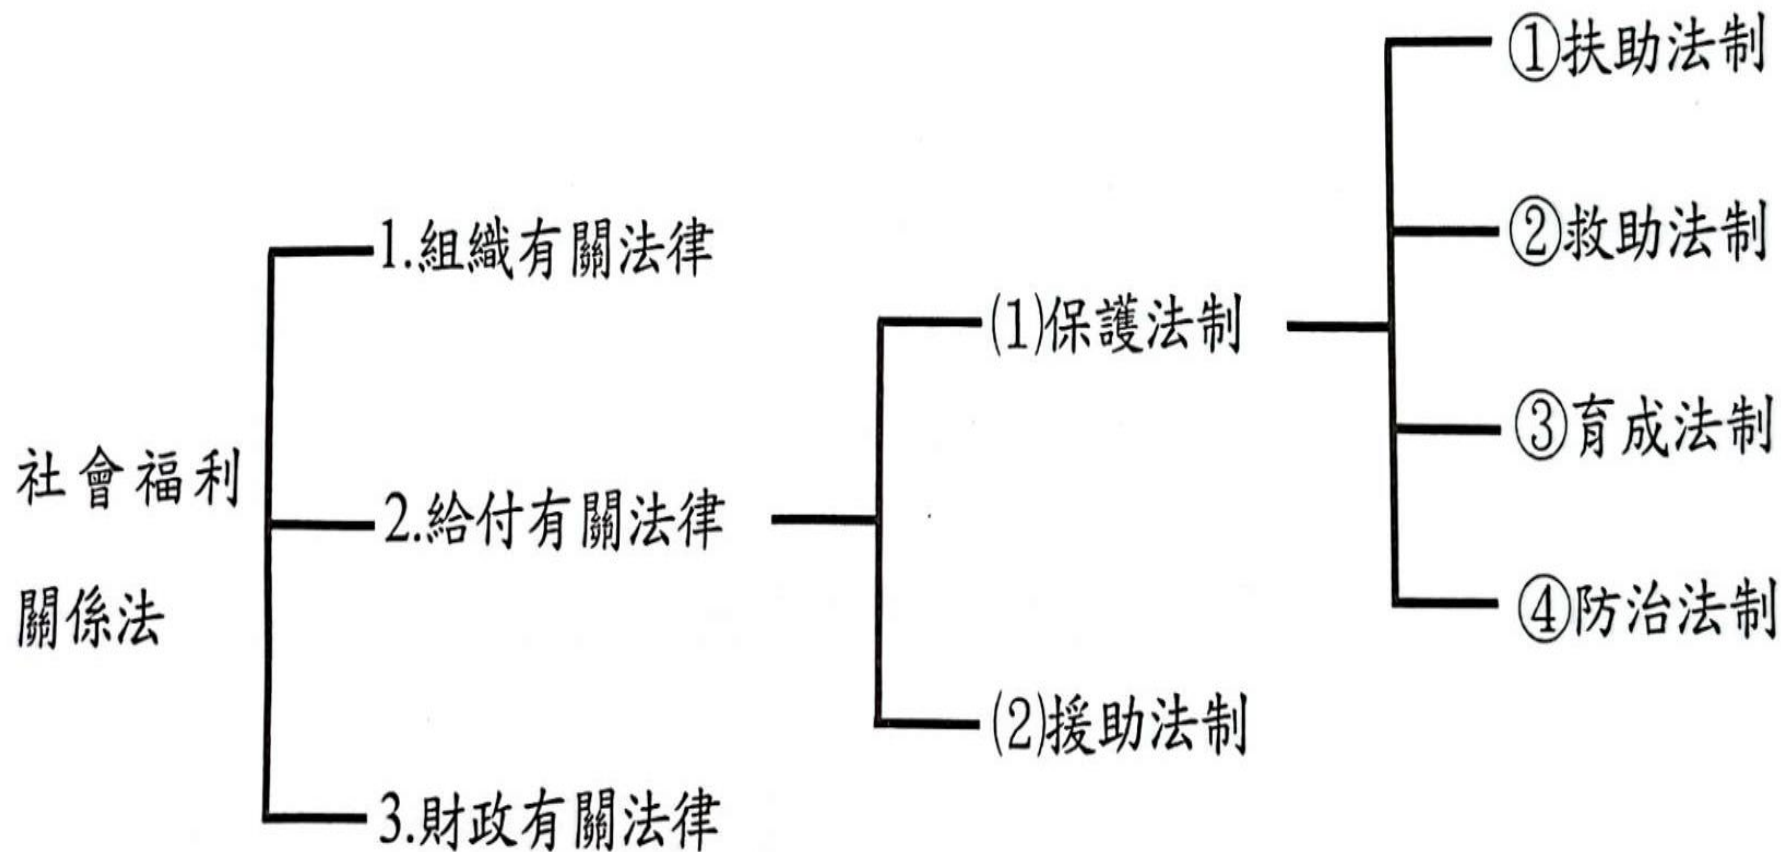 社會福利
關係法
1.組織有關法律
2.給付有關法律
3.財政有關法律
(1)保護法制
(2)援助法制
①扶助法制
②救助法制
③育成法制
④防治法制